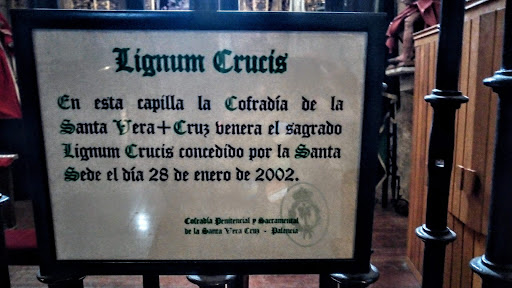 Lignum Crucis
En esta capilla la Cofradía de la
Santa Vera+Cruz venera el sagrado
Lignum Crucis concedido por la Santa
Sede el día 28 de enero de 2002.
Cofradía Penitencial y Sacramental
de la Santa Vera Cruz - Palencia